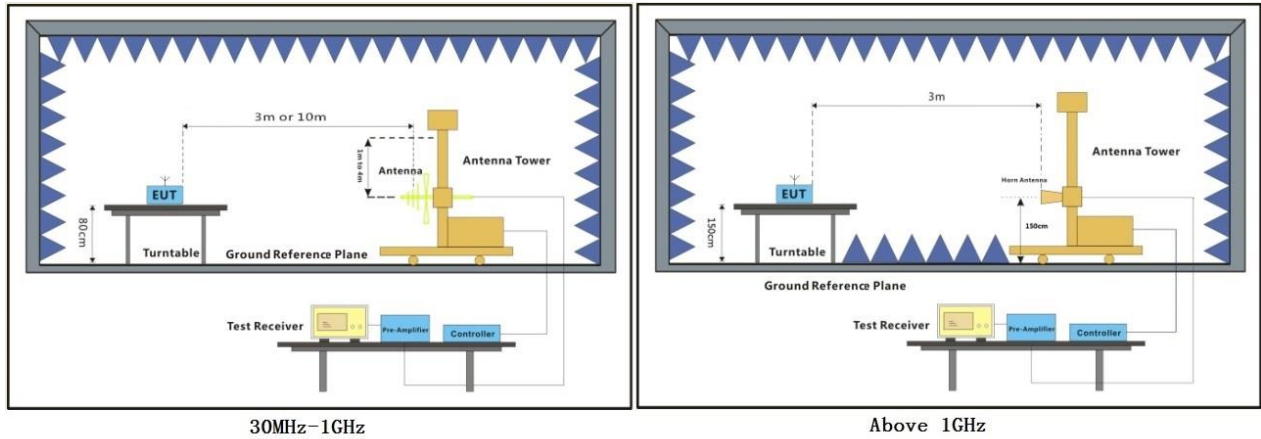 3m or 10m
1m to 4m
Antenna
Antenna Tower
EUT
80cm
Turntable
Ground Reference Plane
Test Receiver
Pre-Amplifier
Controller
30MHz-1GHz
3m
Antenna Tower
Horn Antenna
EUT
150cm
150cm
Turntable
Ground Reference Plane
Test Receiver
Pre-Amplifier
Controller
Above 1GHz